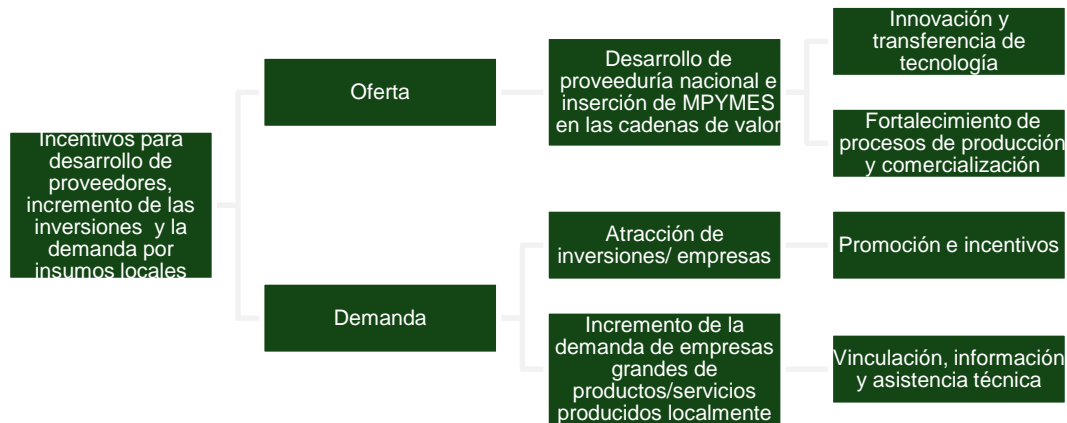 Incentivos para
desarrollo de
proveedores,
incremento de las
inversiones y la
demanda por
insumos locales
Oferta
Desarrollo de
proveeduría nacional e
inserción de MPYMES
en las cadenas de valor
Innovación y
transferencia de
tecnología
Fortalecimiento de
procesos de producción
y comercialización
Demanda
Atracción de
inversiones/ empresas
Promoción e incentivos
Incremento de la
demanda de empresas
grandes de
productos/servicios
producidos localmente
Vinculación, información
y asistencia técnica